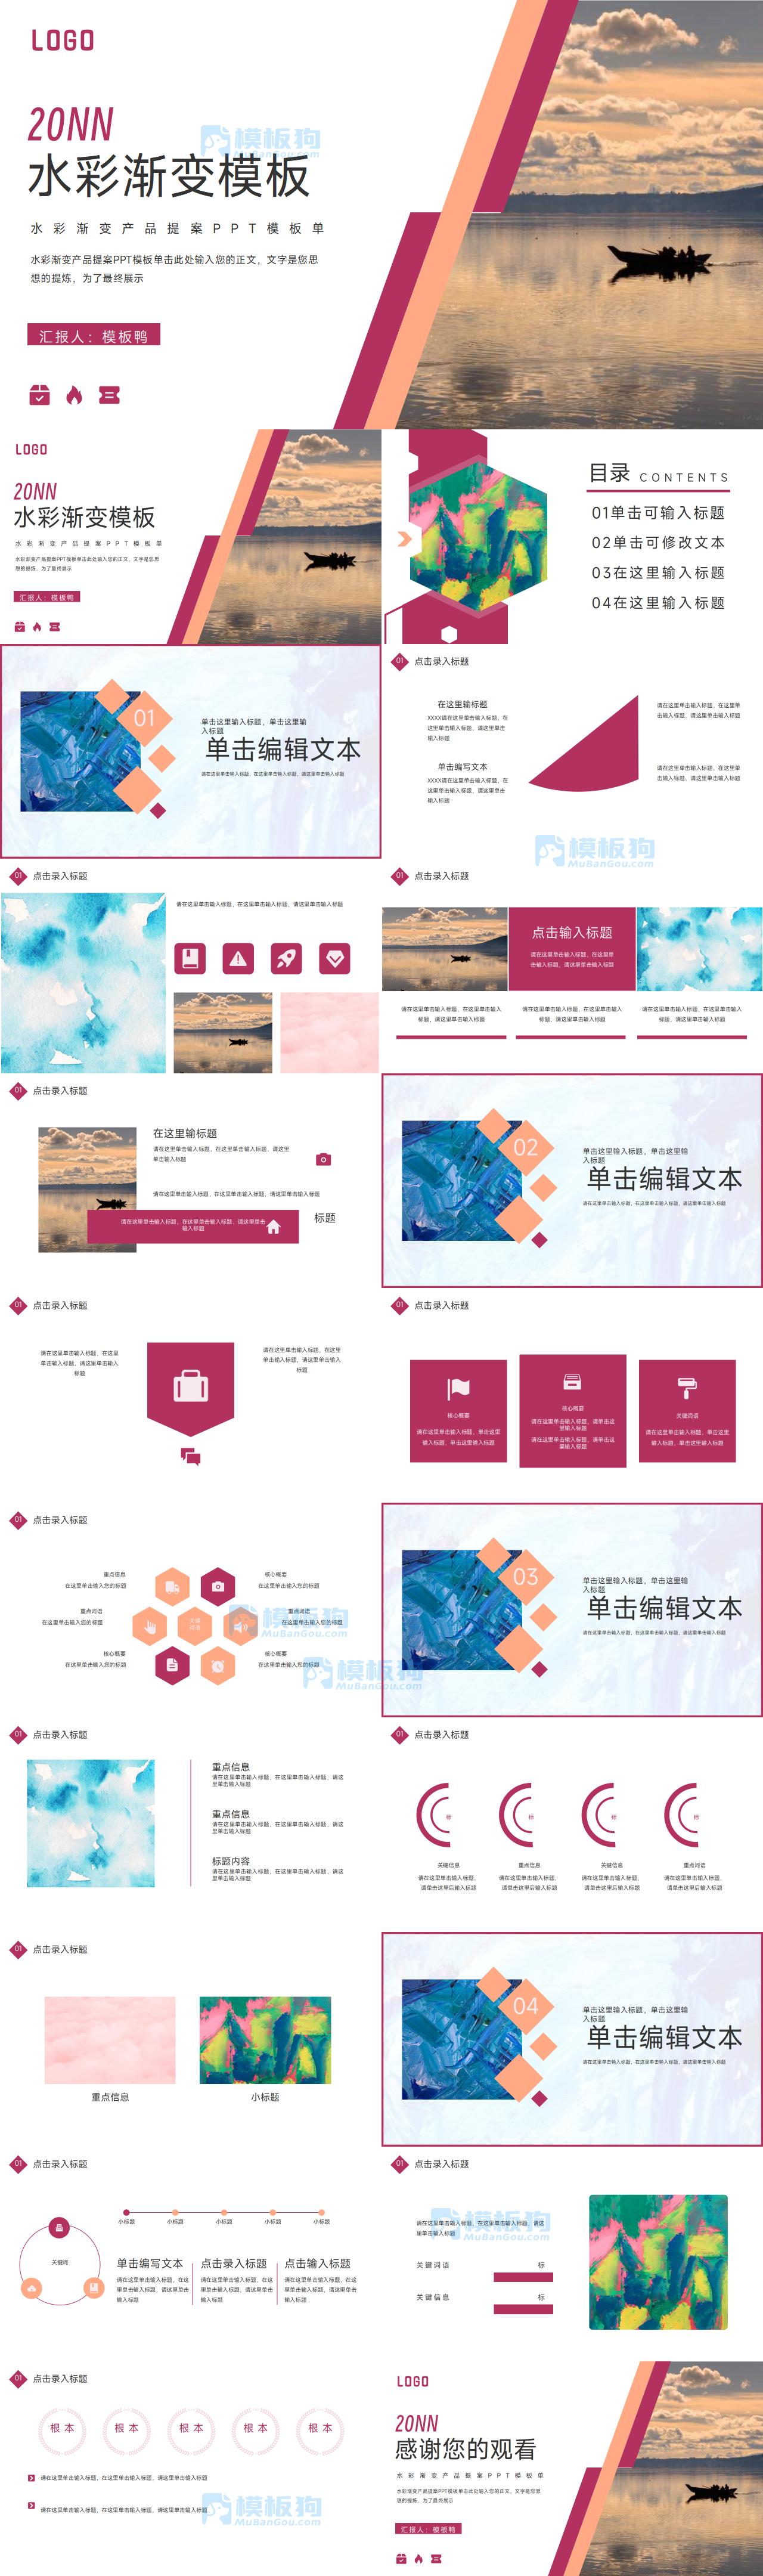 LOGO
20NN
模板狗
MuBanGou.com
水彩渐变模板
水彩渐变产品提案PPT模板单
水彩渐变产品提案PPT模板单击此处输入您的正文，文字是您思
想的提炼，为了最终展示
汇报人：模板鸭
LOGO
20NN
水彩渐变模板
水彩渐变产品提案PPT模板单
水彩渐变产品提案PPT模板单击此处输入您的正文，文字是您思
想的提炼，为了最终展示
汇报人：模板鸭
目录 CONTENTS
01单击可输入标题
02单击可修改文本
03在这里输入标题
04在这里输入标题
01
单击这里输入标题，单击这里输
入标题
单击编辑文本
请在这里单击输入标题，在这里单击输入标题，请这里单击输入标题
01 点击录入标题
在这里输标题
XXXX请在这里输入标题，在
这里单击输入标题，请这里单击
输入标题
单击编写文本
XXXX请在这里输入标题，在
这里单击输入标题，请这里单击
输入标题
请在这里单击输入标题，在这里单
击输入标题，请这里单击输入标题
请在这里单击输入标题，在这里单
击输入标题，请这里单击输入标题
模板狗
MuBanGou.com
01 点击录入标题
请在这里单击输入标题，在这里单击输入标题，请这里单击输入标题
01 点击录入标题
点击输入标题
请在这里单击输入标题，在这里单
击输入标题，请这里单击输入标题
请在这里单击输入标题，在这里单击输入
标题，请这里单击输入标题
请在这里单击输入标题，在这里单击输入
标题，请这里单击输入标题
请在这里单击输入标题，在这里单击输入
标题，请这里单击输入标题
01 点击录入标题
在这里输标题
请在这里单击输入标题，在这里单击输入标题，请这里
单击输入标题
请在这里单击输入标题，在这里单击输入标题，请这里单击输入标题
请在这里单击输入标题，在这里单击输入标题，请这里单击
输入标题
标题
02
单击这里输入标题，单击这里输
入标题
单击编辑文本
请在这里单击输入标题，在这里单击输入标题，请这里单击输入标题
01 点击录入标题
请在这里单击输入标题，在这里
单击输入标题，请这里单击输入
标题
请在这里单击输入标题，在这里
单击输入标题，请这里单击输入
标题
01 点击录入标题
核心概要
请在这里单击输入标题，单击这里
输入标题，单击这里输入标题
核心概要
请在这里单击输入标题，请单击这
里输入标题
请在这里单击输入标题，请单击这
里输入标题
关键词语
请在这里单击输入标题，单击这里
输入标题，单击这里输入标题
01 点击录入标题
重点信息
在这里单击输入您的标题
重点词语
在这里单击输入您的标题
核心概要
在这里单击输入您的标题
核心概要
在这里单击输入您的标题
重点词语
在这里单击输入您的标题
核心概要
在这里单击输入您的标题
模板狗
MuBanGou.com
模板狗
MuBanGou.com
03
单击这里输入标题，单击这里输
入标题
单击编辑文本
请在这里单击输入标题，在这里单击输入标题，请这里单击输入标题
01 点击录入标题
重点信息
请在这里单击输入标题，在这里单击输入标题，请这
里单击输入标题
重点信息
请在这里单击输入标题，在这里单击输入标题，请这
里单击输入标题
标题内容
请在这里单击输入标题，在这里单击输入标题，请这
里单击输入标题
01 点击录入标题
标
标
标
标
关键信息
请在这里单击输入标题，
请单击这里后输入标题
重点信息
请在这里单击输入标题，
请单击这里后输入标题
关键信息
请在这里单击输入标题，
请单击这里后输入标题
重点词语
请在这里单击输入标题，
请单击这里后输入标题
01 点击录入标题
重点信息
小标题
04
单击这里输入标题，单击这里输
入标题
单击编辑文本
请在这里单击输入标题，在这里单击输入标题，请这里单击输入标题
01 点击录入标题
关键词
小标题
小标题
小标题
小标题
小标题
单击编写文本
请在这里单击输入标题，在这
里单击输入标题，请这里单击
输入标题
点击录入标题
请在这里单击输入标题，在这
里单击输入标题，请这里单击
输入标题
点击输入标题
请在这里单击输入标题，在这
里单击输入标题，请这里单击
输入标题
01 点击录入标题
模板狗
MuBanGou.com
请在这里单击输入标题，在这里单击输入标题，请这
里单击输入标题
关键词语 标
关键信息 标
01 点击录入标题
根本
根本
根本
根本
根本
请在这里单击输入标题，在这里单击输入标题，请这里单击输入标题
请在这里单击输入标题，在这里单击输入标题，请这里单击输入标题
模板狗
MuBanGou.com
LOGO
20NN
感谢您的观看
水彩渐变产品提案PPT模板单
水彩渐变产品提案PPT模板单击此处输入您的正文，文字是您思
想的提炼，为了最终展示
汇报人：模板鸭